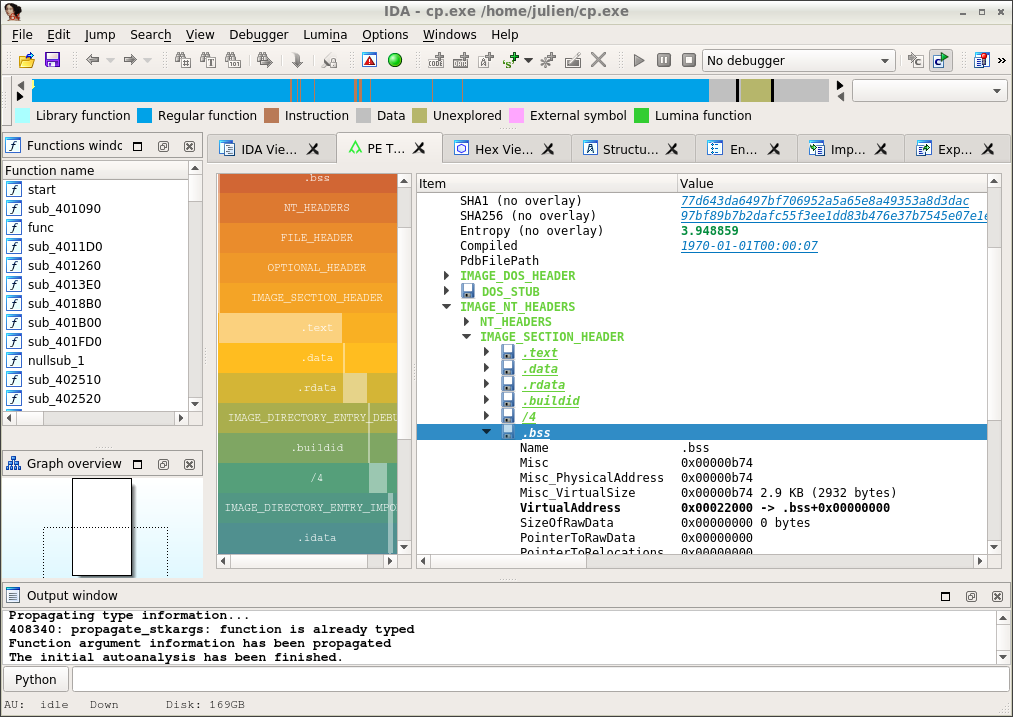 IDA - cp.exe /home/julien/cp.exe
File Edit Jump Search View Debugger Lumina Options Windows Help
No debugger
Library function Regular function Instruction Data Unexplored External symbol Lumina function
Functions windo
IDA Vie... PE T... Hex Vie... Structu... En... Imp... Exp...
Function name
start
sub_401090
func
sub_4011D0
sub_401260
sub_4013E0
sub_4018B0
sub_401B00
sub_401FD0
nullsub_1
sub_402510
sub_402520
Graph overview
.bss
NT_HEADERS
FILE_HEADER
OPTIONAL_HEADER
IMAGE_SECTION_HEADER
.text
.data
.rdata
IMAGE_DIRECTORY_ENTRY_DEBU
.buildid
/4
IMAGE_DIRECTORY_ENTRY_IMPO
.idata
Item Value
SHA1 (no overlay) 77d643da6497bf706952a5a65e8a49353a8d3dac
SHA256 (no overlay) 97bf89b7b2dafc55f3ee1dd83b476e37b7545e07e1e
Entropy (no overlay) 3.948859
Compiled 1970-01-01T00:00:07
PdbFilePath
IMAGE_DOS_HEADER
DOS_STUB
IMAGE_NT_HEADERS
NT_HEADERS
IMAGE_SECTION_HEADER
.text
.data
.rdata
.buildid
/4
.bss
Name .bss
Misc 0x00000b74
Misc_PhysicalAddress 0x00000b74
Misc_VirtualSize 0x00000b74 2.9 KB (2932 bytes)
VirtualAddress 0x00022000 -> .bss+0x00000000
SizeOfRawData 0x00000000 0 bytes
PointerToRawData 0x00000000
PointerToRelocations 0x00000000
Output window
Propagating type information...
408340: propagate_stkargs: function is already typed
Function argument information has been propagated
The initial autoanalysis has been finished.
Python
AU: idle Down Disk: 169GB